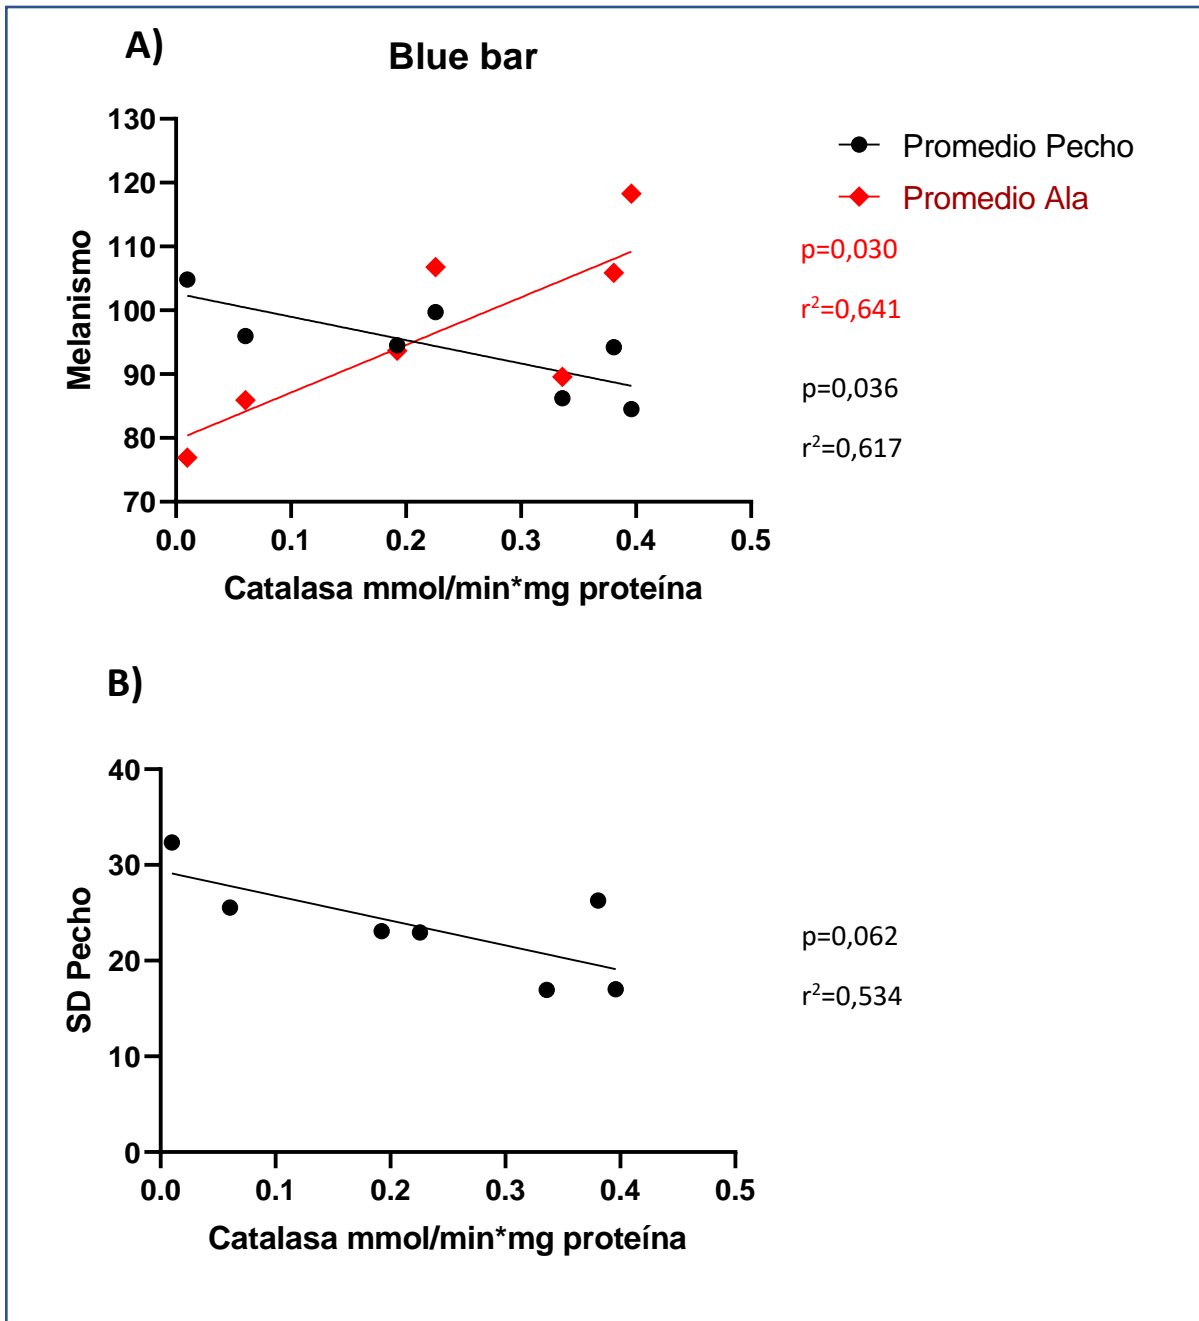 A)
Blue bar
130
120
110
100
90
80
70
Melanismo
0.0 0.1 0.2 0.3 0.4 0.5
Catalasa mmol/min*mg proteína
Promedio Pecho
Promedio Ala
p=0,030
r²=0,641
p=0,036
r²=0,617
B)
40
30
20
10
0
SD Pecho
0.0 0.1 0.2 0.3 0.4 0.5
Catalasa mmol/min*mg proteína
p=0,062
r²=0,534